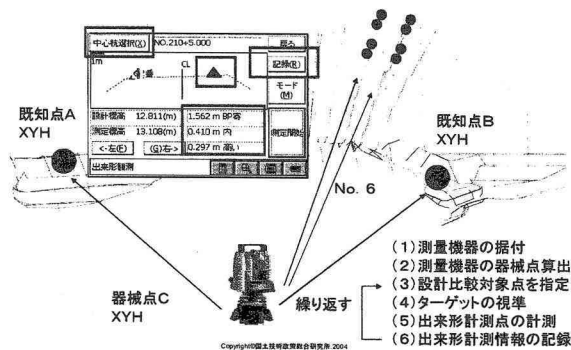 中心杭選択(X) NO.210+5.000 戻る
1m
CL
記録(R)
モード
(M)
設計標高 12.811(m) 1.562 m BP寄
測定標高 13.108(m) 0.410 m 内
<-左(F) (G)右-> 0.297 m 高い
測定開始
出来形観測
既知点A
XYH
既知点B
XYH
No. 6
器械点C
XYH
繰り返す
(1)測量機器の据付
(2)測量機器の器械点算出
(3)設計比較対象点を指定
(4)ターゲットの視準
(5)出来形計測点の計測
(6)出来形計測情報の記録
Copyright©国土技術政策総合研究所 2004